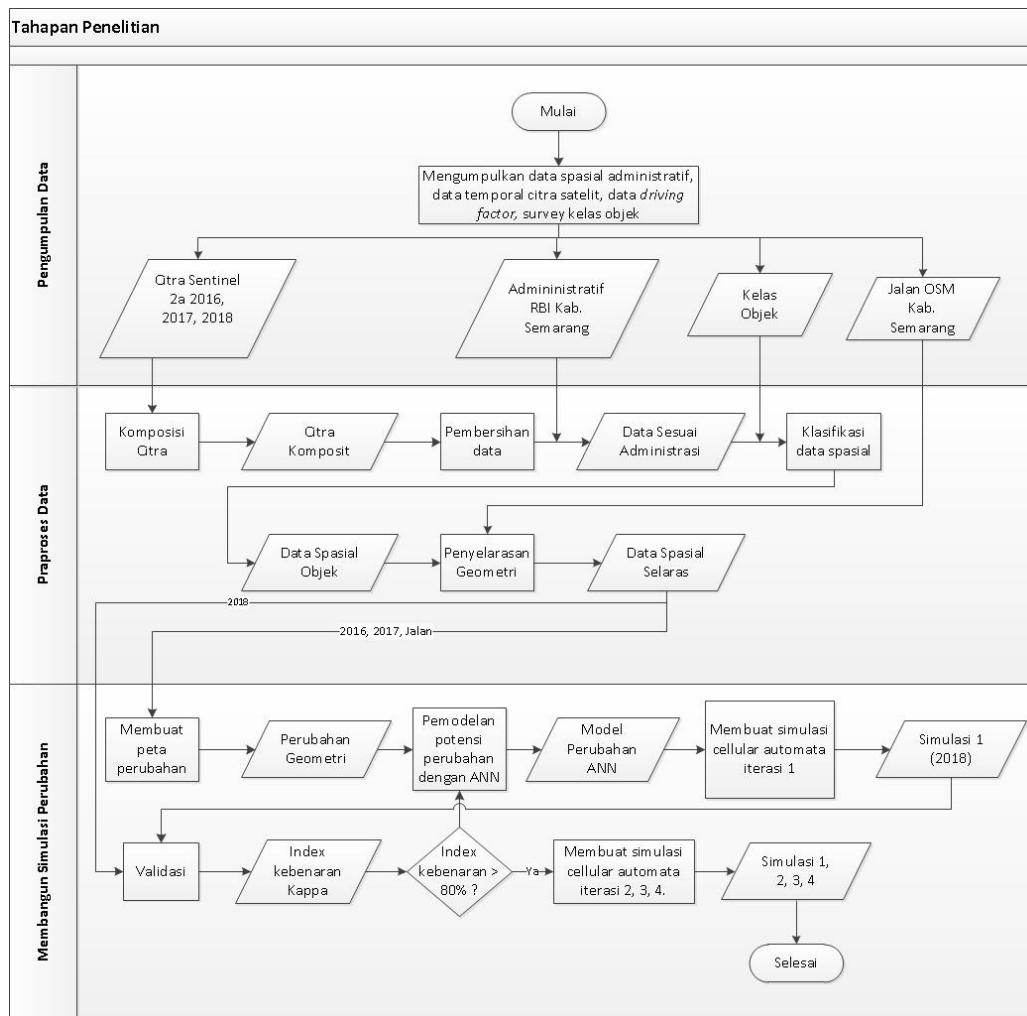 Tahapan Penelitian
Pengumpulan Data
Mulai
Mengumpulkan data spasial administratif,
data temporal citra satelit, data driving
factor, survey kelas objek
Citra Sentinel
2a 2016,
2017, 2018
Admininistratif
RBI Kab.
Semarang
Kelas
Objek
Jalan OSM
Kab.
Semarang
Praproses Data
Komposisi
Citra
Citra
Komposit
Pembersihan
data
Data Sesuai
Administrasi
Klasifikasi
data spasial
Data Spasial
Objek
Penyelarasan
Geometri
Data Spasial
Selaras
2018
2016, 2017, Jalan
Membangun Simulasi Perubahan
Membuat
peta
perubahan
Perubahan
Geometri
Pemodelan
potensi
perubahan
dengan ANN
Model
Perubahan
ANN
Membuat simulasi
cellular automata
iterasi 1
Simulasi 1
(2018)
Validasi
Index
kebenaran
Kappa
Index
kebenaran >
80% ?
Ya
Membuat simulasi
cellular automata
iterasi 2, 3, 4.
Simulasi 1,
2, 3, 4
Selesai